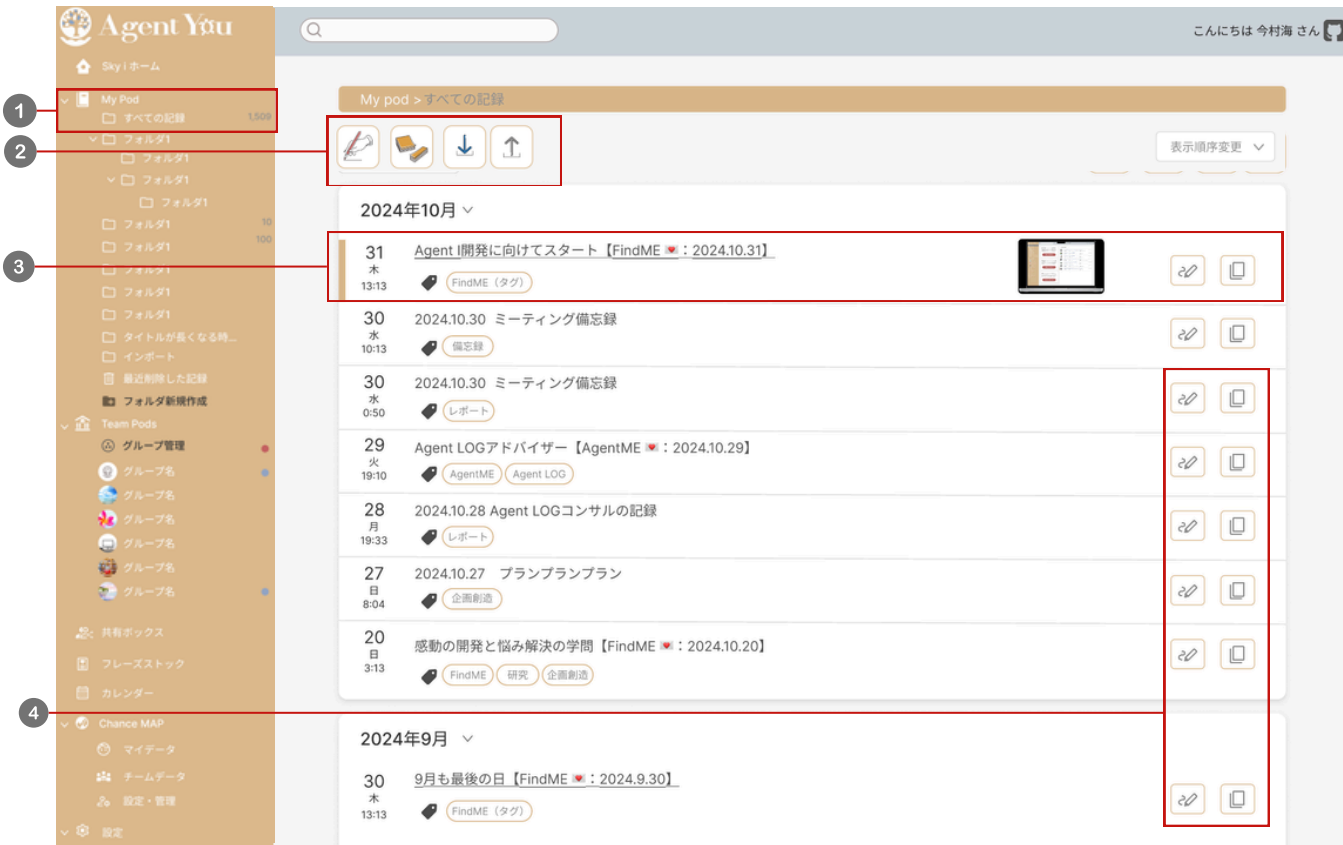 Agent You
こんにちは 今村海 さん
Sky i ホーム
My Pod
すべての記録 1,509
フォルダ1
フォルダ1
フォルダ1
フォルダ1
フォルダ1 10
フォルダ1 100
フォルダ1
フォルダ1
フォルダ1
タイトルが長くなる時...
インポート
最近削除した記録
フォルダ新規作成
Team Pods
グループ管理
グループ名
グループ名
グループ名
グループ名
グループ名
グループ名
共有ボックス
フレーズストック
カレンダー
Chance MAP
マイデータ
チームデータ
設定・管理
設定
1
2
3
4
My pod >すべての記録
表示順序変更
2024年10月
31
木
13:13
Agent I開発に向けてスタート【FindME 💌：2024.10.31】
FindME（タグ）
30
水
10:13
2024.10.30 ミーティング備忘録
備忘録
30
水
0:50
2024.10.30 ミーティング備忘録
レポート
29
火
19:10
Agent LOGアドバイザー【AgentME 💌：2024.10.29】
AgentME Agent LOG
28
月
19:33
2024.10.28 Agent LOGコンサルの記録
レポート
27
日
8:04
2024.10.27　プランプランプラン
企画創造
20
日
3:13
感動の開発と悩み解決の学問【FindME 💌：2024.10.20】
FindME 研究 企画創造
2024年9月
30
木
13:13
9月も最後の日【FindME 💌：2024.9.30】
FindME（タグ）